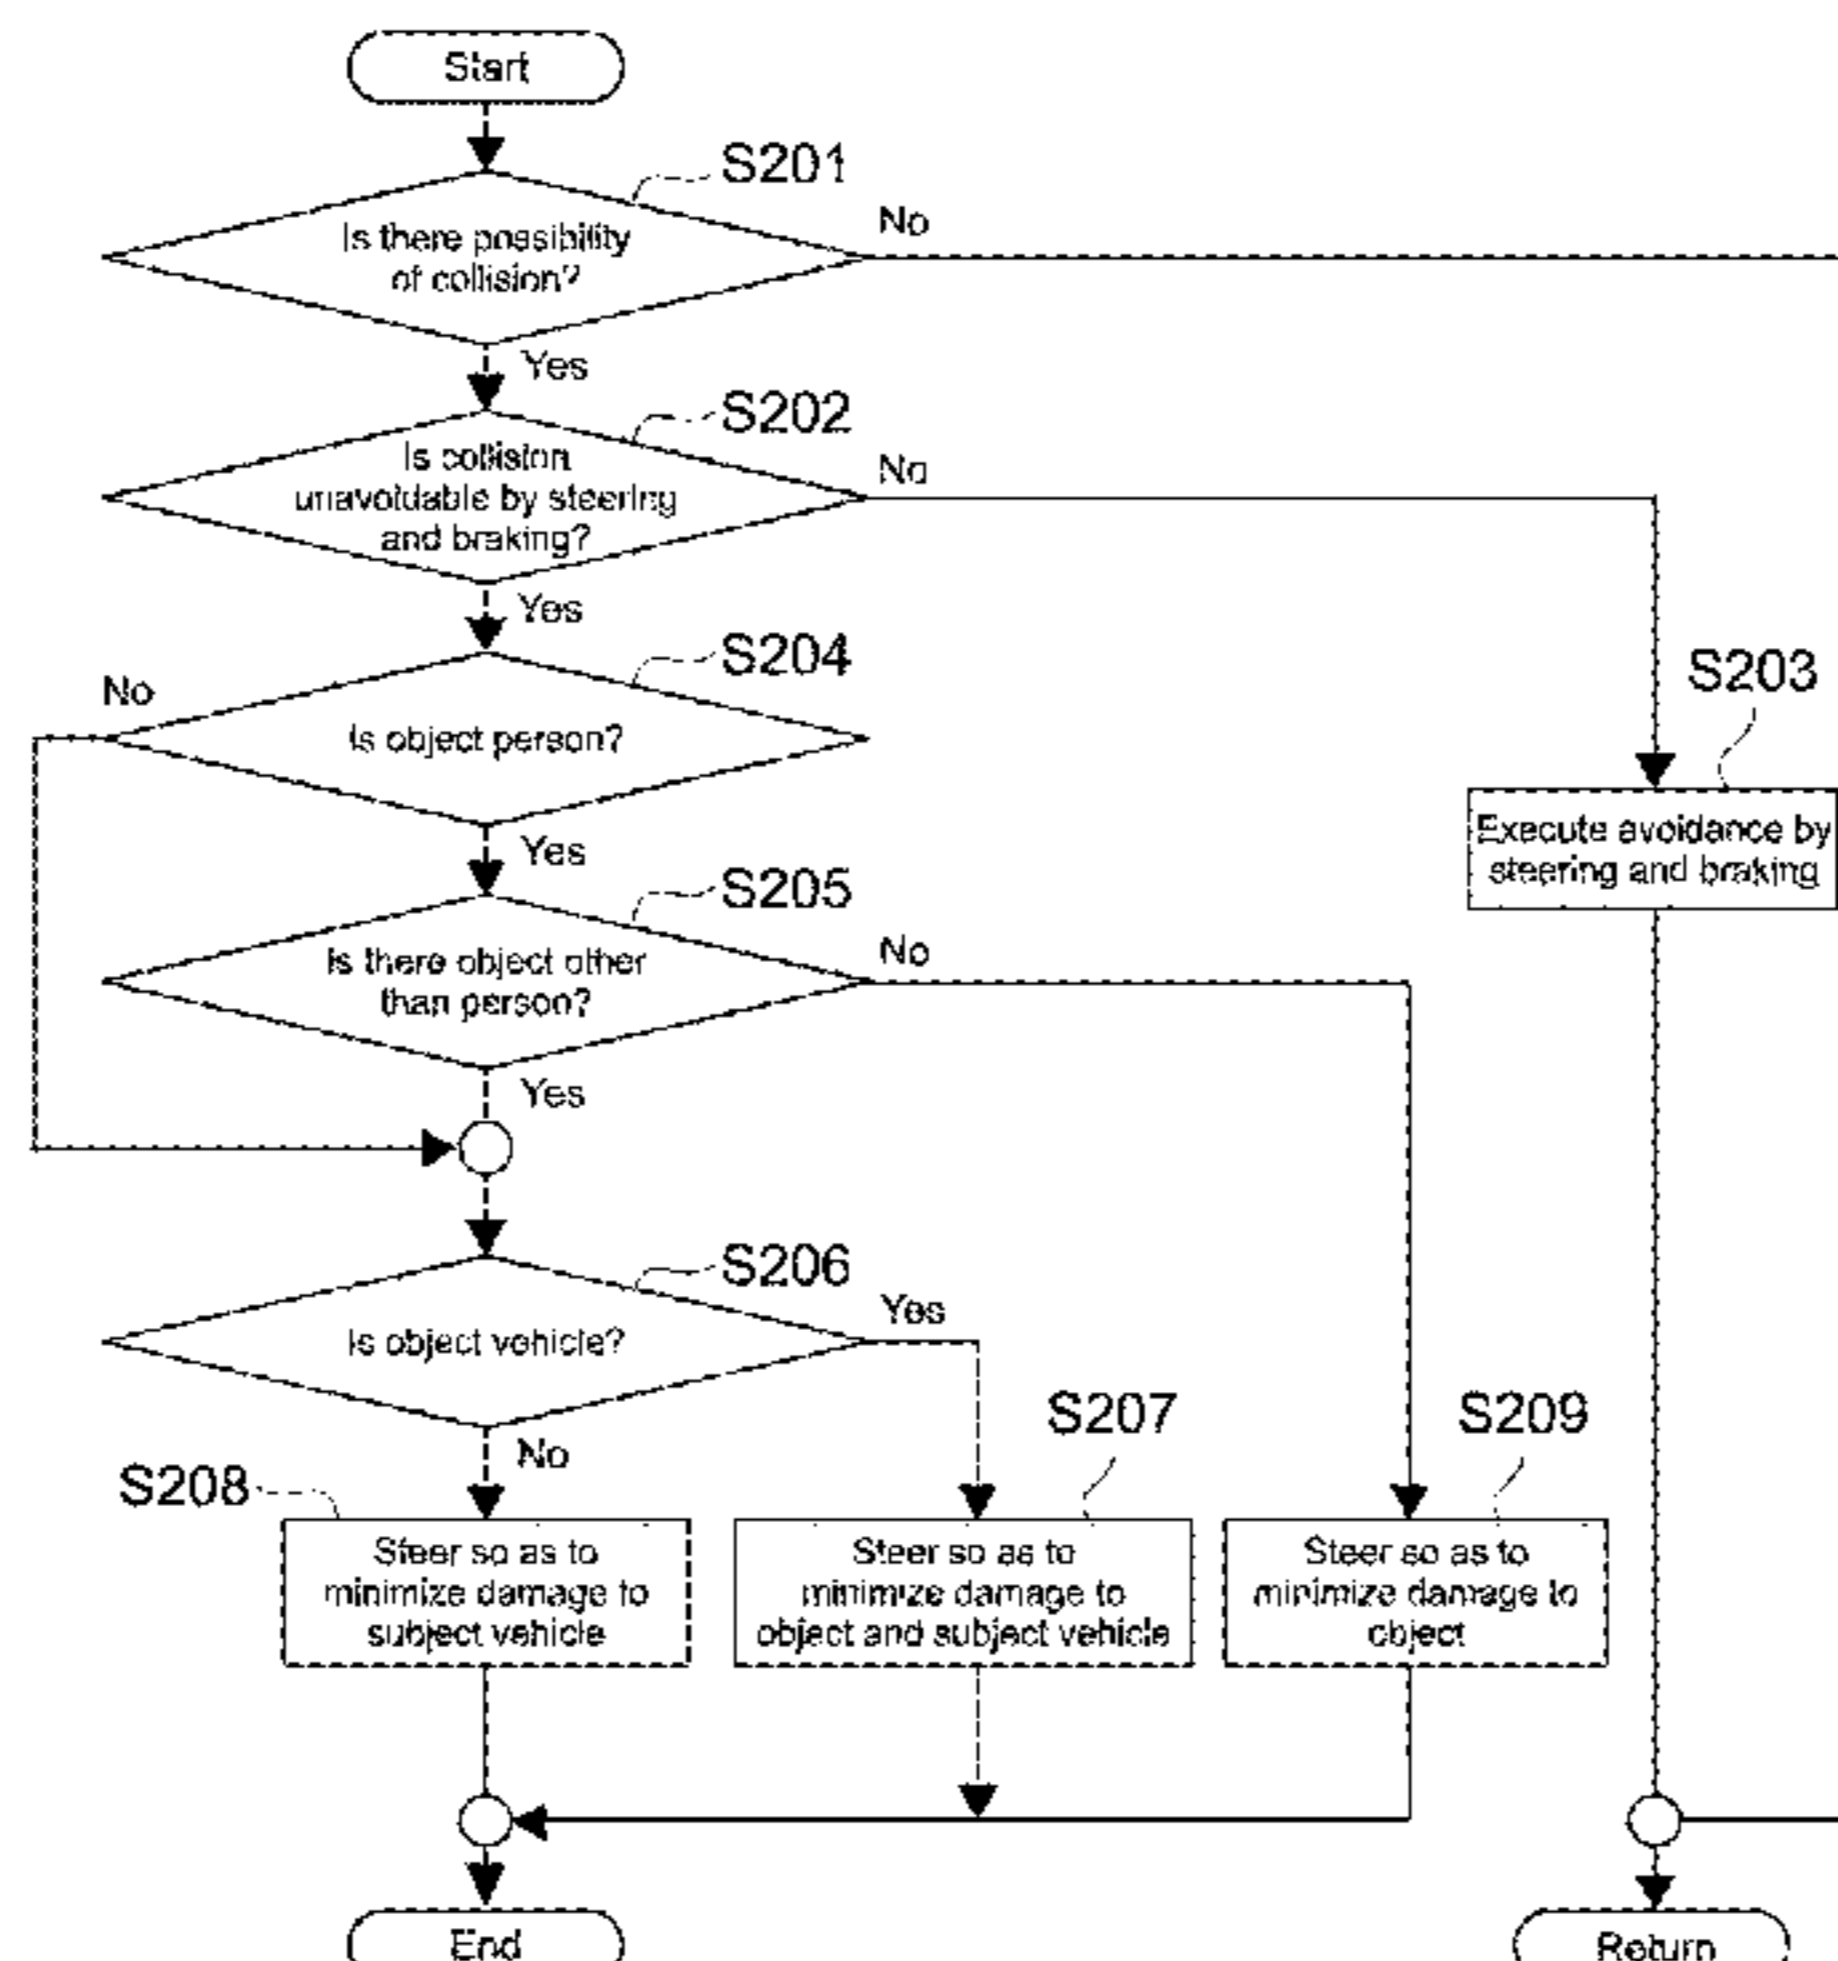 Start
S201
Is there possibility
of collision?
No
Yes
S202
Is collision
unavoidable by steering
and braking?
No
Yes
S204
No
Is object person?
S203
Execute avoidance by
steering and braking
Yes
S205
Is there object other
than person?
No
Yes
S206
Is object vehicle?
Yes
No
S208
Steer so as to
minimize damage to
subject vehicle
S207
Steer so as to
minimize damage to
object and subject vehicle
S209
Steer so as to
minimize damage to
object
End
Return